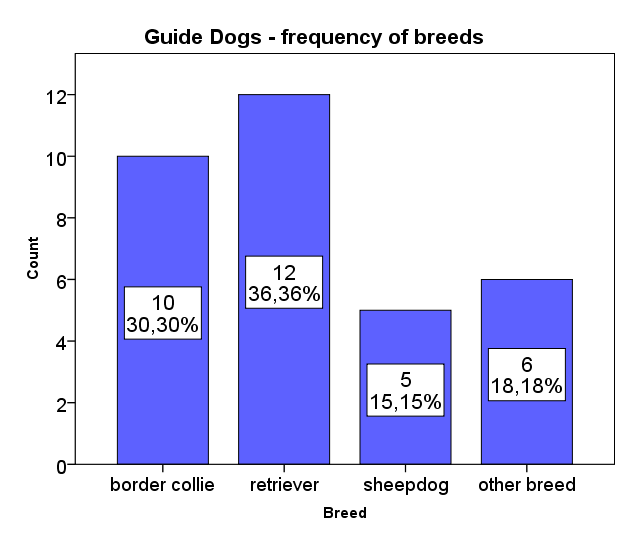 Guide Dogs - frequency of breeds
12
10
8
6
4
2
0
Count
10
30,30%
12
36,36%
5
15,15%
6
18,18%
border collie
retriever
sheepdog
other breed
Breed